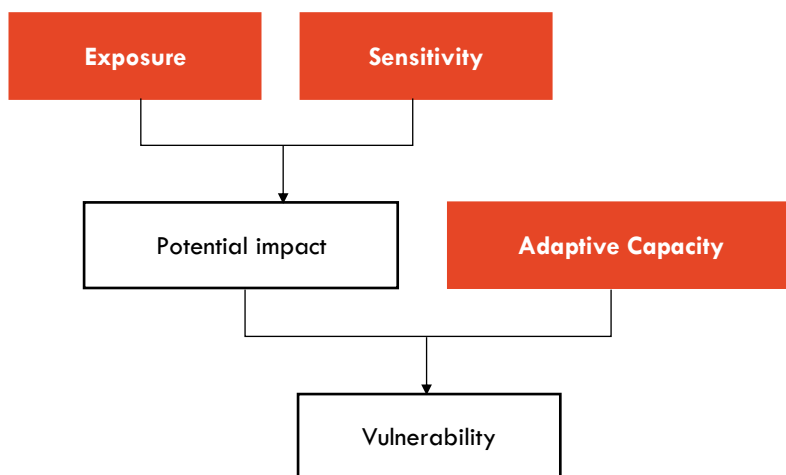 Exposure
Sensitivity
Potential impact
Adaptive Capacity
Vulnerability